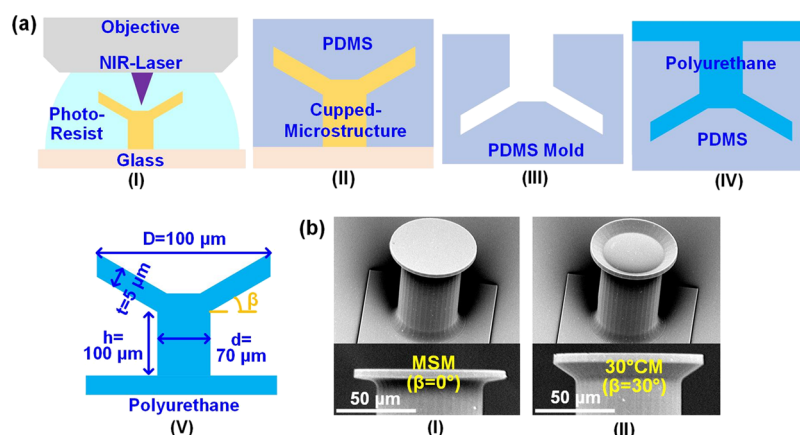 (a)
Objective
NIR-Laser
Photo-
Resist
Glass
(I)
PDMS
Cupped-
Microstructure
(II)
PDMS Mold
(III)
Polyurethane
PDMS
(IV)
D=100 μm
t=5 μm
β
h=
100 μm
d=
70 μm
Polyurethane
(V)
(b)
MSM
(β=0°)
50 μm
(I)
30°CM
(β=30°)
50 μm
(II)